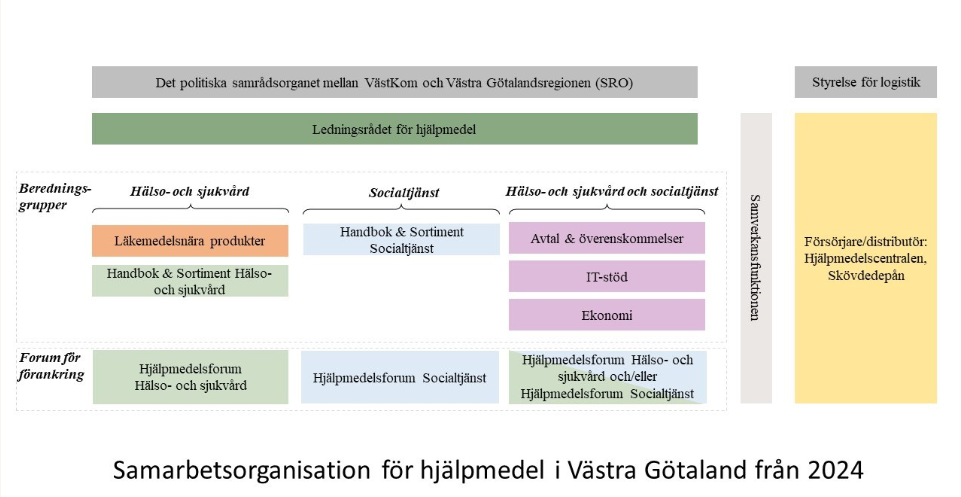 Det politiska samrådsorganet mellan VästKom och Västra Götalandsregionen (SRO)
Styrelse för logistik
Ledningsrådet för hjälpmedel
Berednings-
grupper
Hälso- och sjukvård
Socialtjänst
Hälso- och sjukvård och socialtjänst
Läkemedelsnära produkter
Handbok & Sortiment Hälso-
och sjukvård
Handbok & Sortiment
Socialtjänst
Avtal & överenskommelser
IT-stöd
Ekonomi
Samverkansfunktionen
Försörjare/distributör:
Hjälpmedelscentralen,
Skövdedepån
Forum för
förankring
Hjälpmedelsforum
Hälso- och sjukvård
Hjälpmedelsforum Socialtjänst
Hjälpmedelsforum Hälso- och
sjukvård och/eller
Hjälpmedelsforum Socialtjänst
Samarbetsorganisation för hjälpmedel i Västra Götaland från 2024